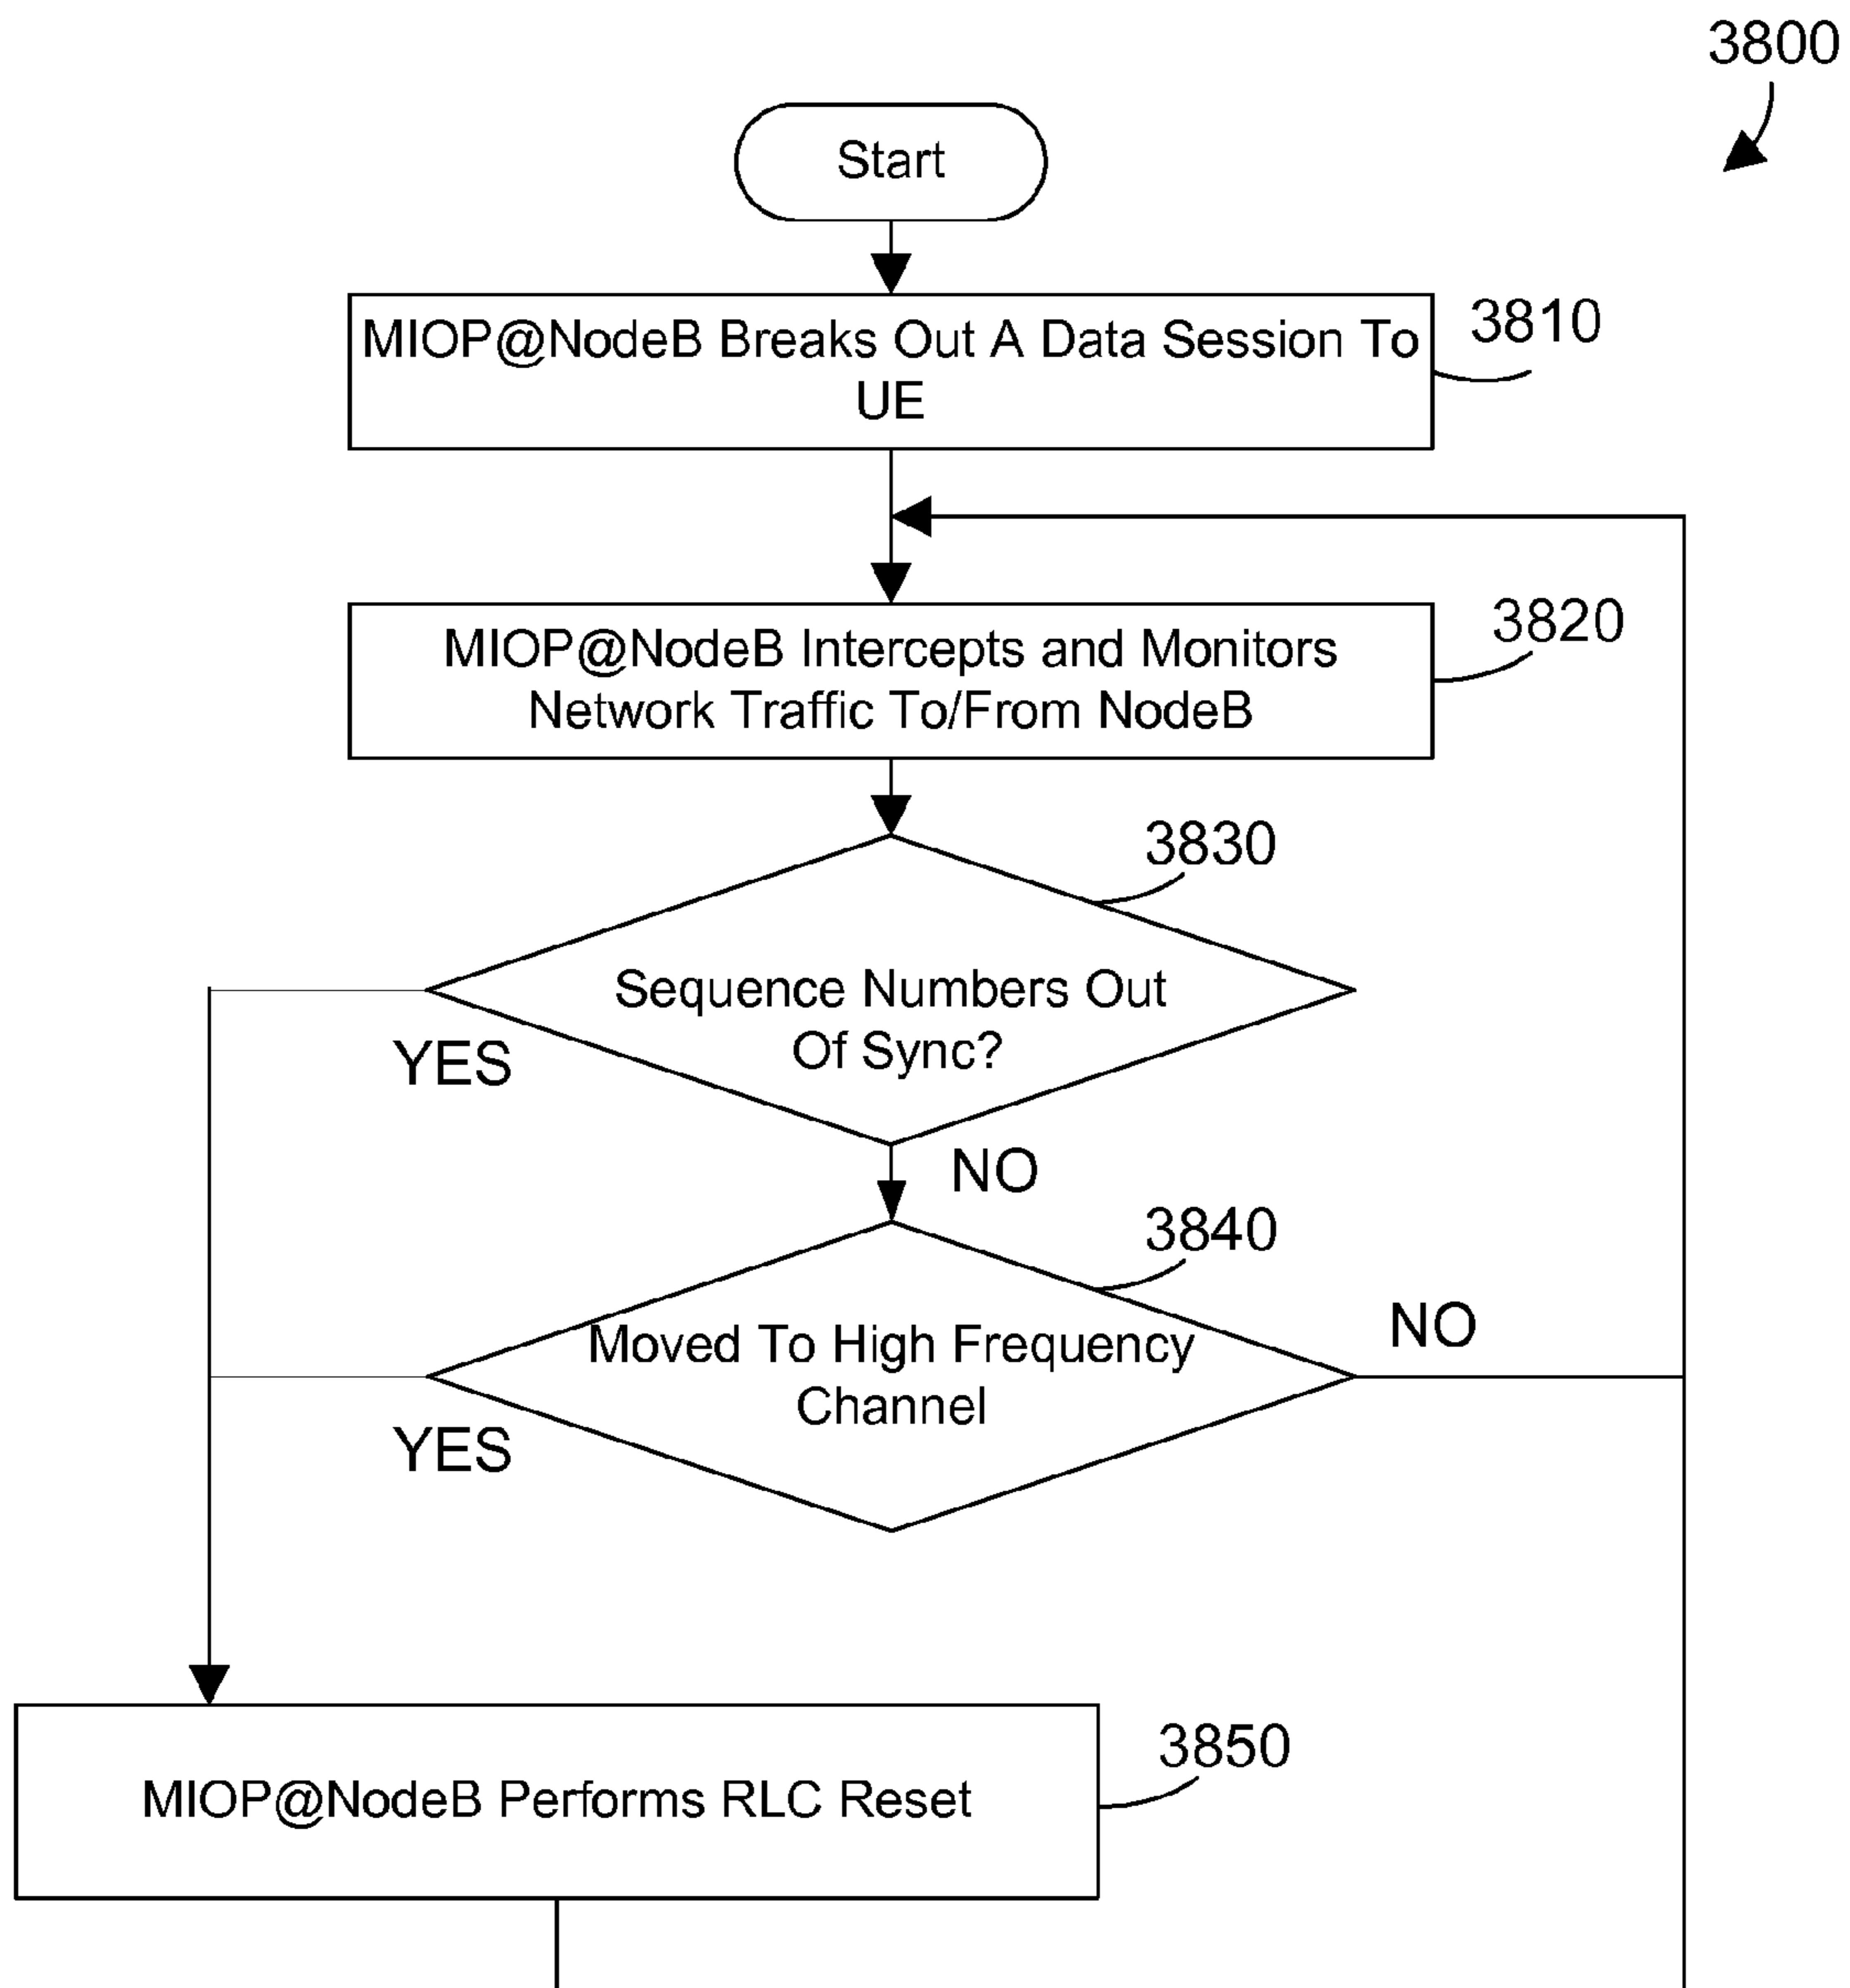 3800
Start
MIOP@NodeB Breaks Out A Data Session To
UE
3810
MIOP@NodeB Intercepts and Monitors
Network Traffic To/From NodeB
3820
3830
Sequence Numbers Out
Of Sync?
YES
NO
3840
Moved To High Frequency
Channel
NO
YES
MIOP@NodeB Performs RLC Reset
3850